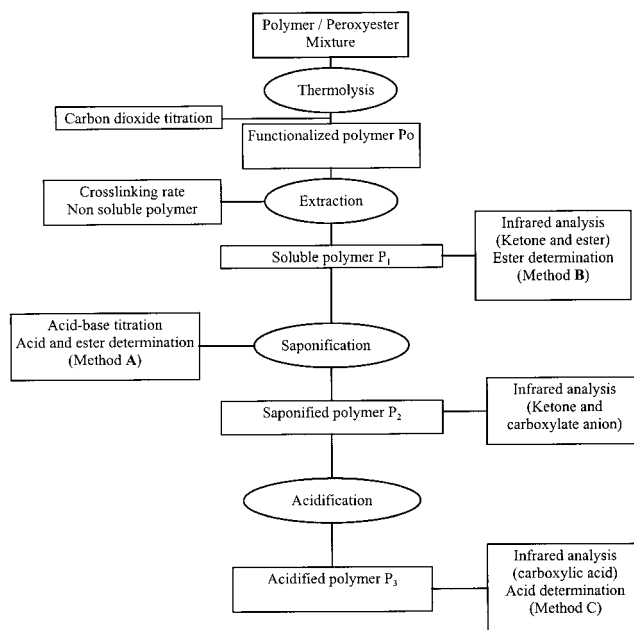 Polymer / Peroxyester
Mixture
Thermolysis
Carbon dioxide titration
Functionalized polymer Po
Crosslinking rate
Non soluble polymer
Extraction
Infrared analysis
(Ketone and ester)
Ester determination
(Method B)
Soluble polymer P1
Acid-base titration
Acid and ester determination
(Method A)
Saponification
Infrared analysis
(Ketone and
carboxylate anion)
Saponified polymer P2
Acidification
Infrared analysis
(carboxylic acid)
Acid determination
(Method C)
Acidified polymer P3